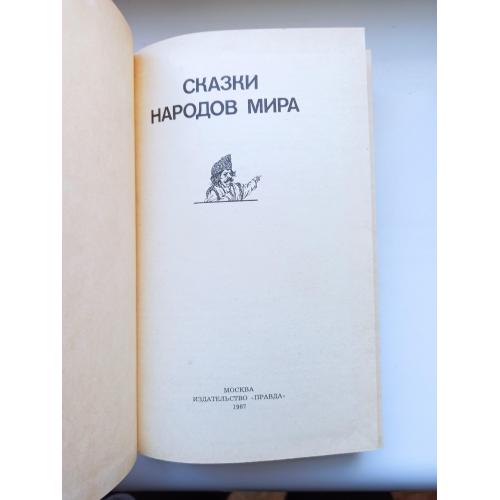 СКАЗКИ
НАРОДОВ МИРА
МОСКВА
ИЗДАТЕЛЬСТВО «ПРАВДА»
1987